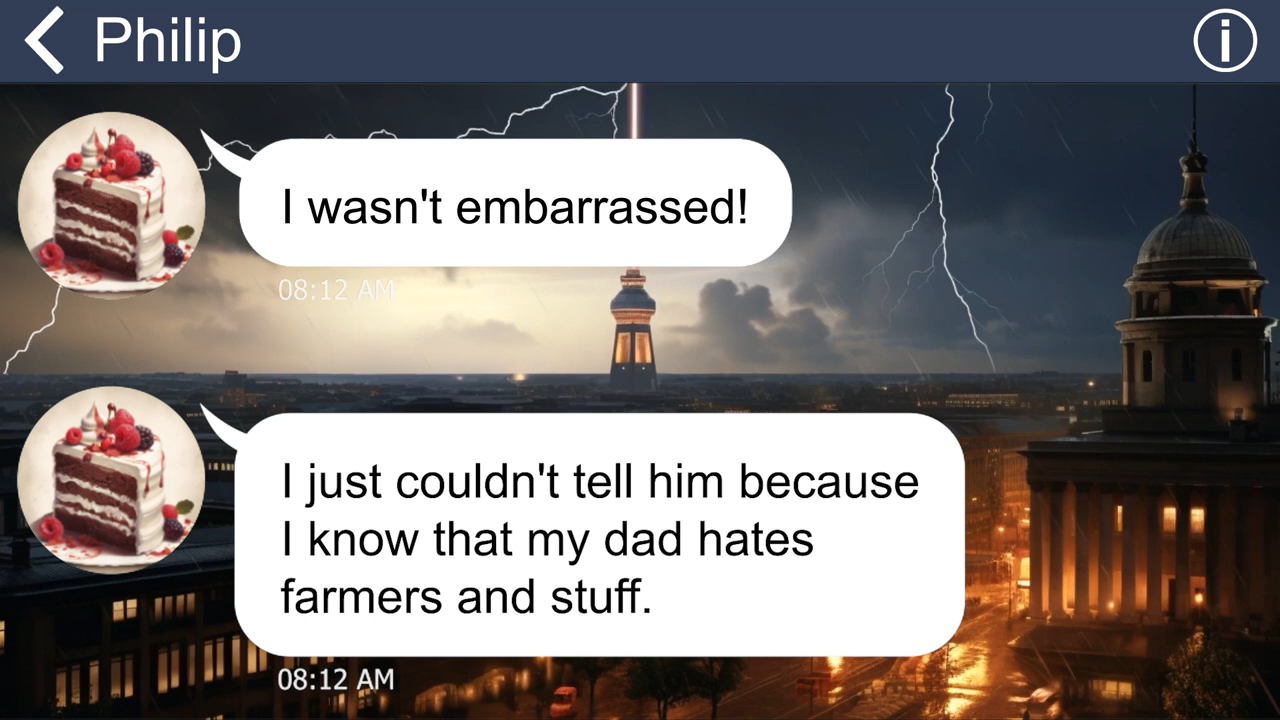 Philip
I wasn't embarrassed!
08:12 AM
I just couldn't tell him because
I know that my dad hates
farmers and stuff.
08:12 AM